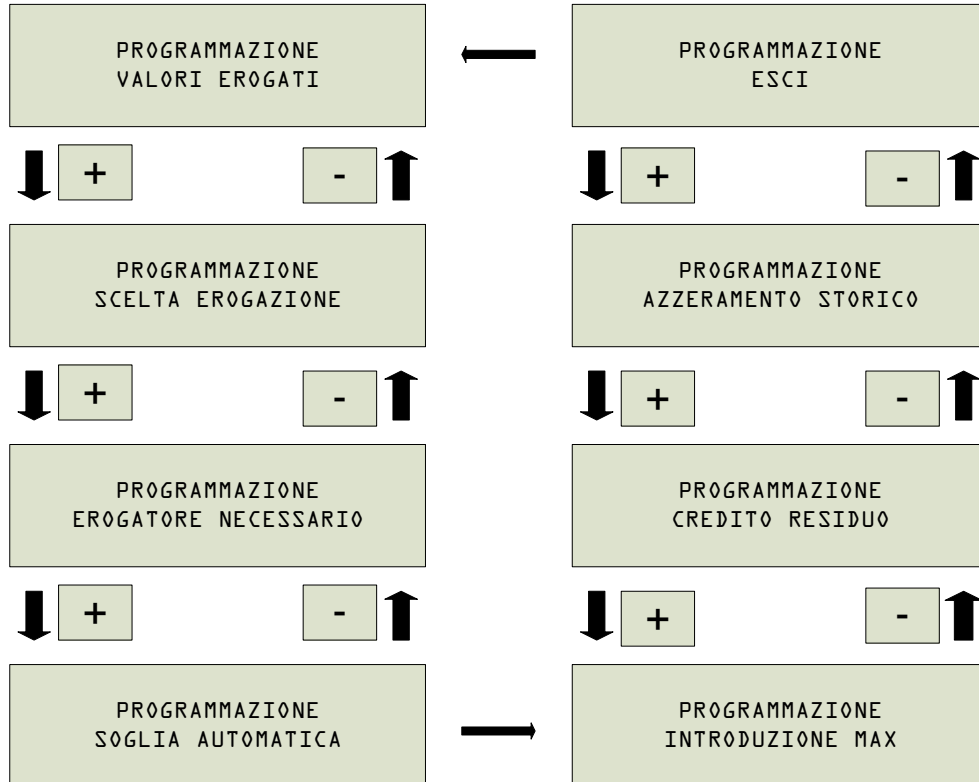 PROGRAMMAZIONE
VALORI EROGATI
PROGRAMMAZIONE
ESCI
+
-
+
-
PROGRAMMAZIONE
SCELTA EROGAZIONE
PROGRAMMAZIONE
AZZERAMENTO STORICO
+
-
+
-
PROGRAMMAZIONE
EROGATORE NECESSARIO
PROGRAMMAZIONE
CREDITO RESIDUO
+
-
+
-
PROGRAMMAZIONE
SOGLIA AUTOMATICA
PROGRAMMAZIONE
INTRODUZIONE MAX